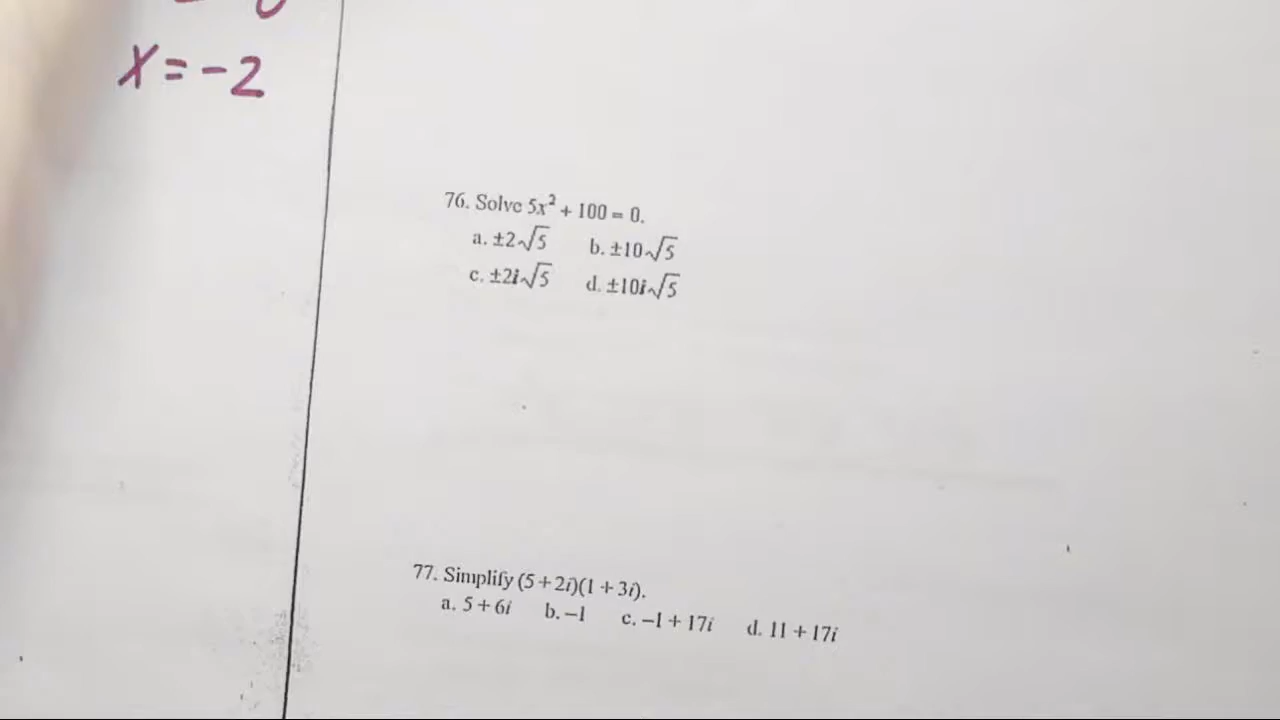 x = -2
76. Solve 5x² + 100 = 0.
a. ±2√5 b. ±10√5
c. ±2i√5 d. ±10i√5
77. Simplify (5 + 2i)(1 + 3i).
a. 5 + 6i b. –1 c. –1 + 17i d. 11 + 17i